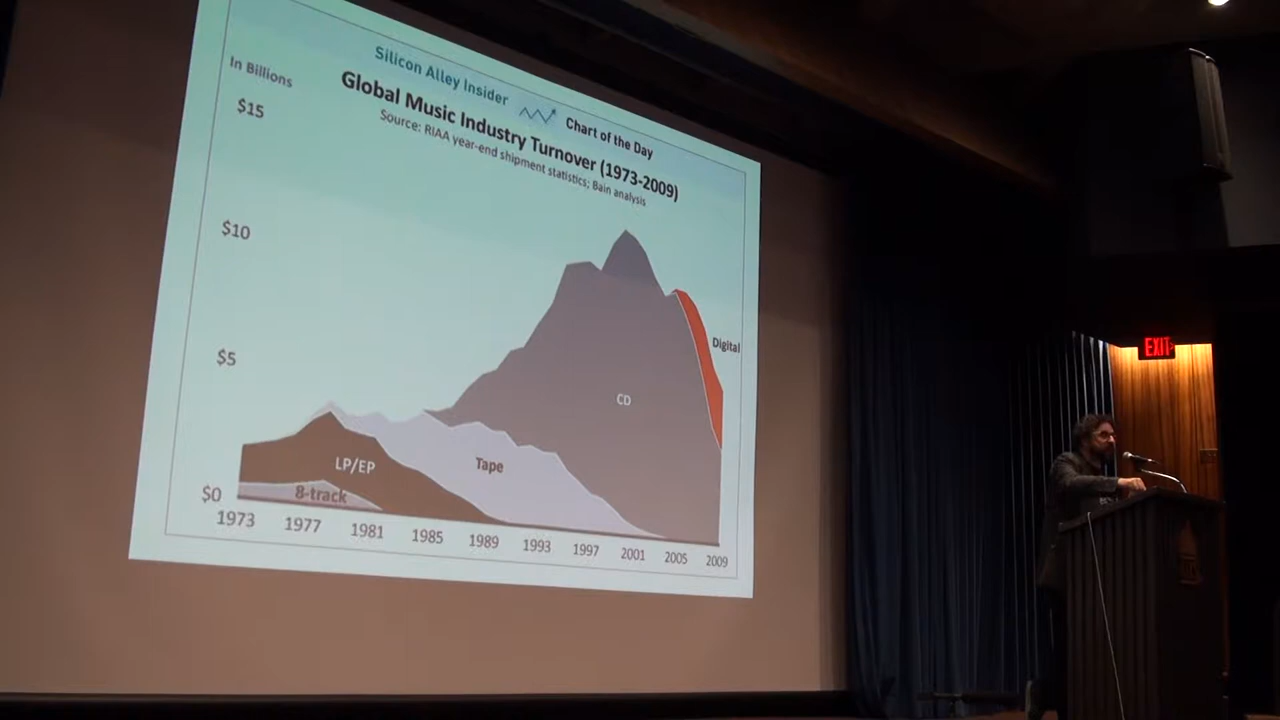 Silicon Alley Insider
Chart of the Day
In Billions
Global Music Industry Turnover (1973-2009)
Source: RIAA year-end shipment statistics; Bain analysis
$15
$10
$5
$0
Digital
CD
Tape
LP/EP
8-track
1973 1977 1981 1985 1989 1993 1997 2001 2005 2009
EXIT